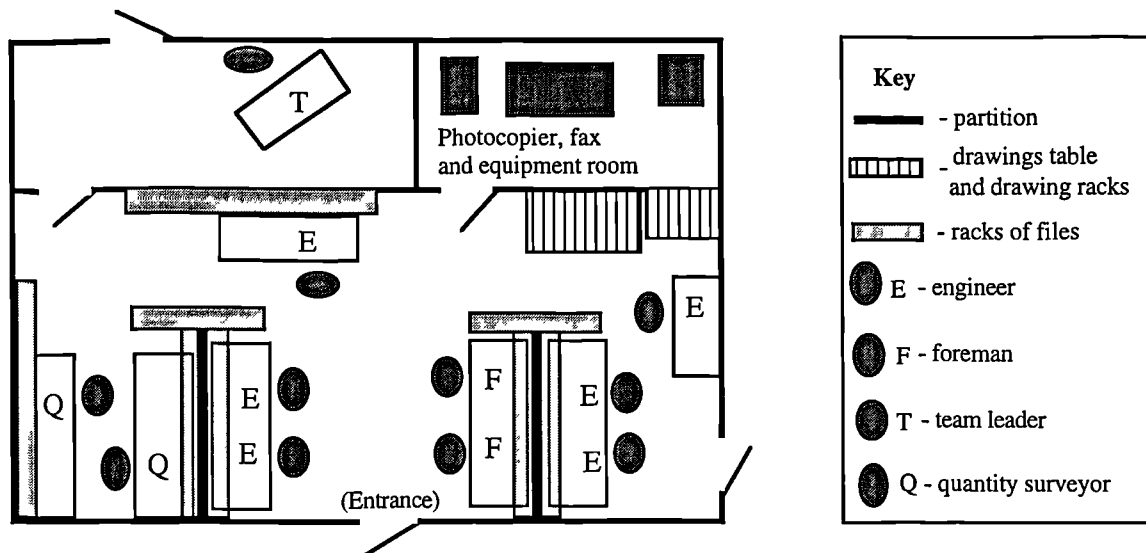 T
Photocopier, fax
and equipment room
E
E
Q
E
F
E
Q
E
F
E
(Entrance)
Key
- partition
- drawings table
and drawing racks
- racks of files
E - engineer
F - foreman
T - team leader
Q - quantity surveyor